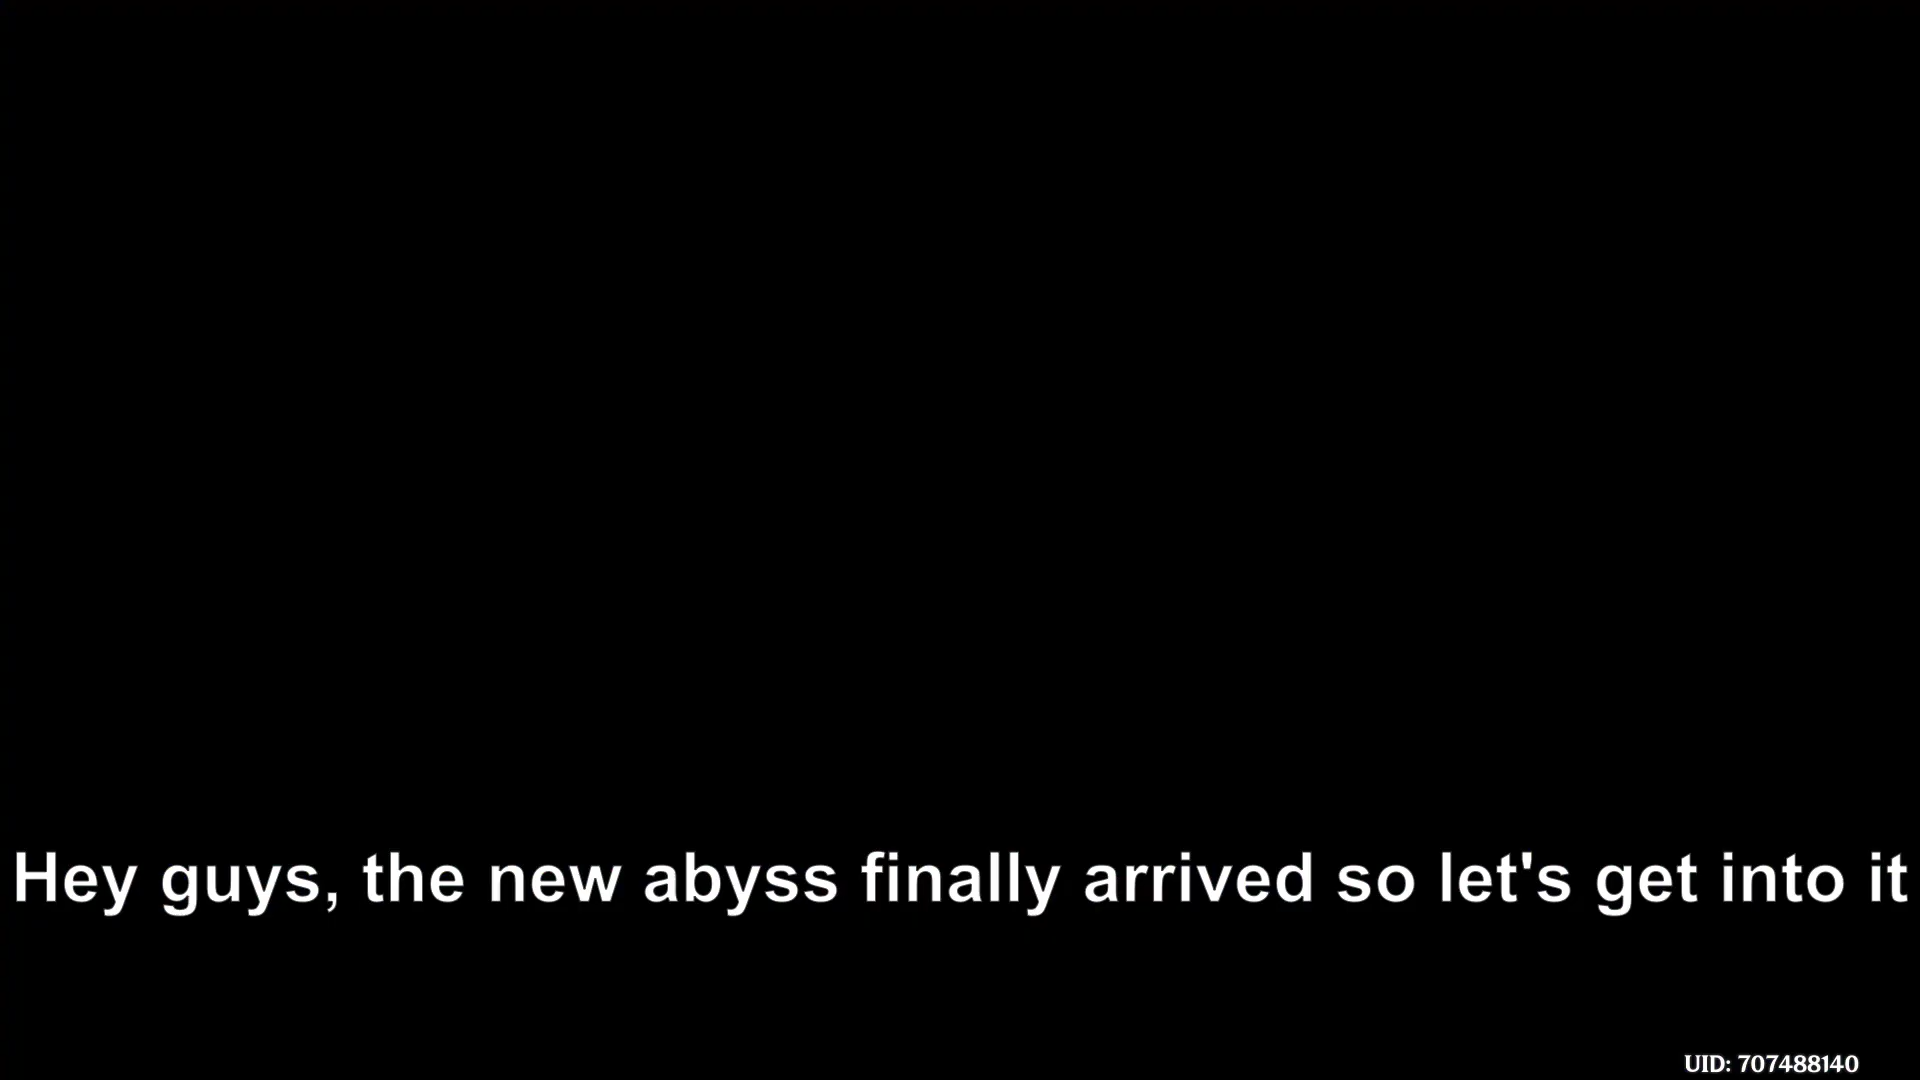 Hey guys, the new abyss finally arrived so let's get into it
UID: 707488140